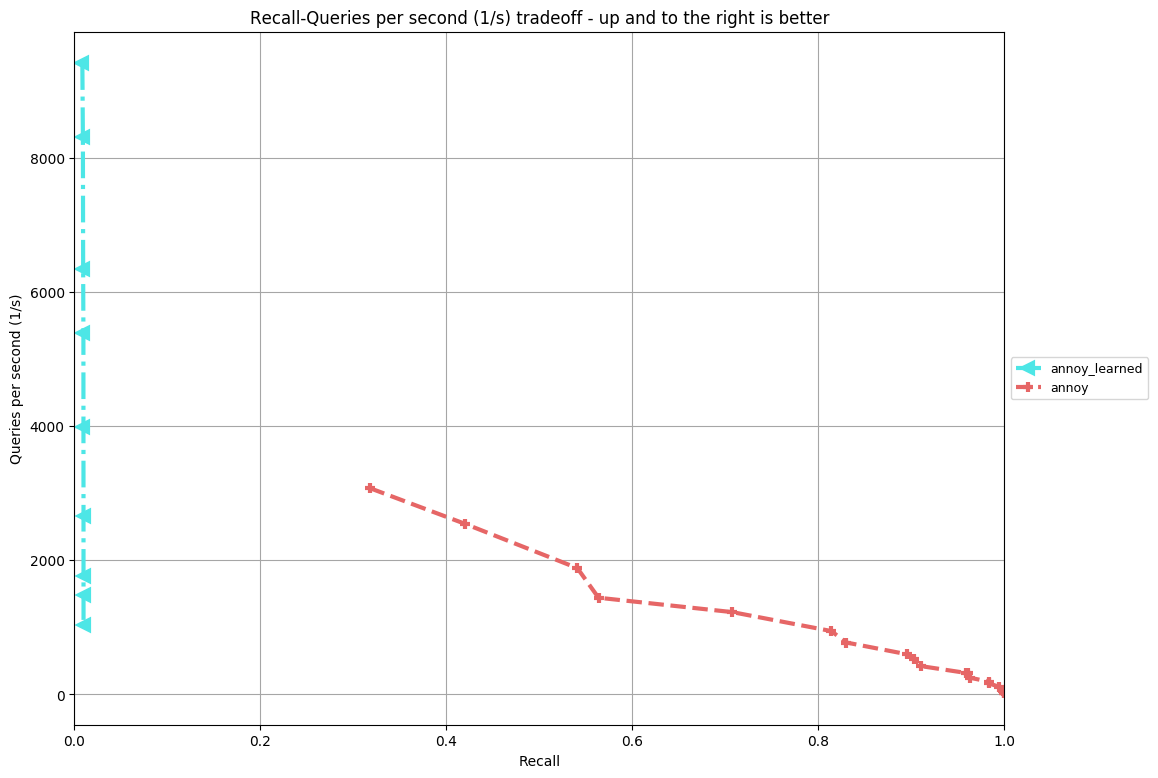 Recall-Queries per second (1/s) tradeoff - up and to the right is better
Queries per second (1/s)
8000
6000
4000
2000
0
0.0
0.2
0.4
0.6
0.8
1.0
Recall
annoy_learned
annoy